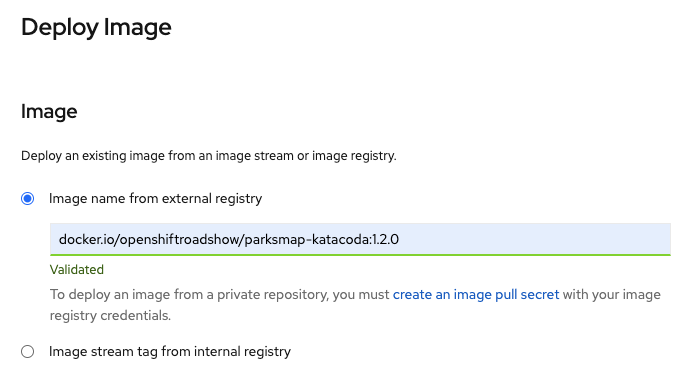 Deploy Image
Image
Deploy an existing image from an image stream or image registry.
Image name from external registry
docker.io/openshiftroadshow/parksmap-katacoda:1.2.0
Validated
To deploy an image from a private repository, you must create an image pull secret with your image
registry credentials.
Image stream tag from internal registry